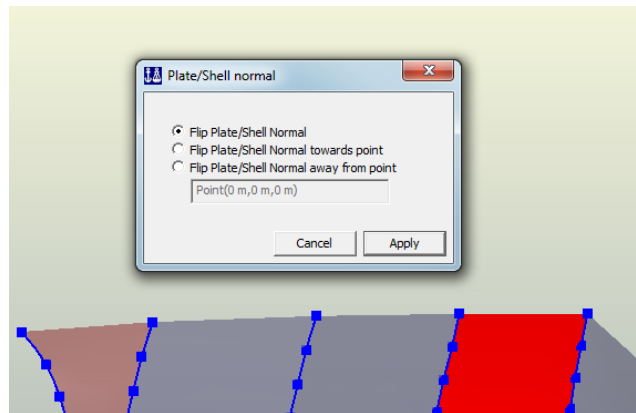 Plate/Shell normal
Flip Plate/Shell Normal
Flip Plate/Shell Normal towards point
Flip Plate/Shell Normal away from point
Point(0 m,0 m,0 m)
Cancel Apply